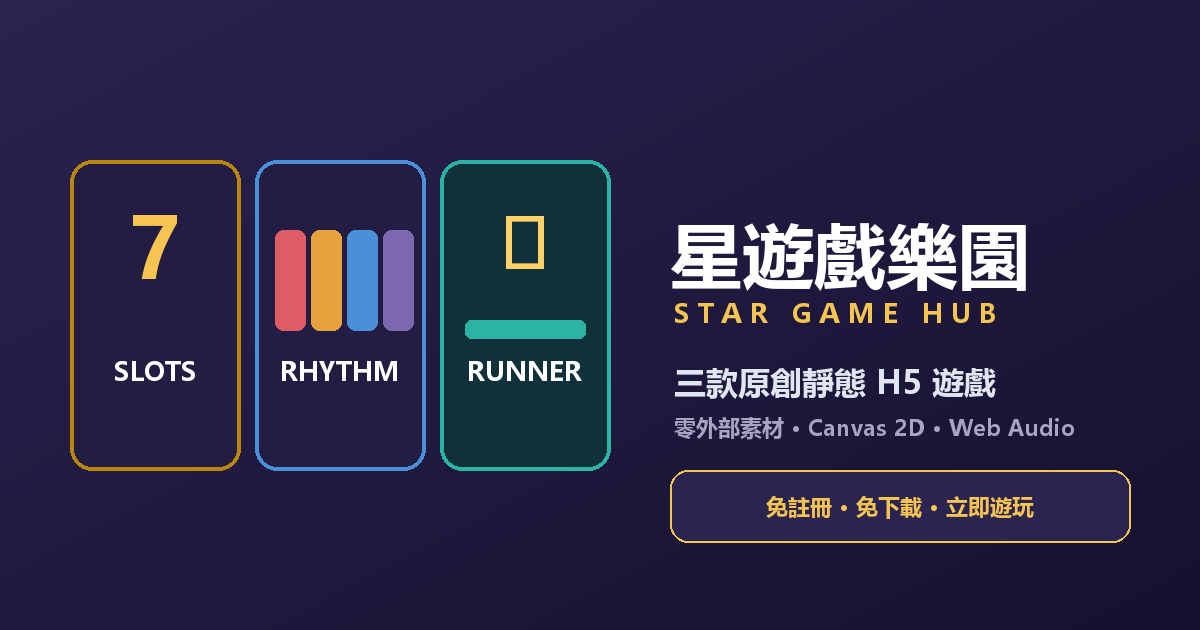 7
SLOTS
RHYTHM
RUNNER
星遊戲樂園
STAR GAME HUB
三款原創靜態 H5 遊戲
零外部素材 • Canvas 2D • Web Audio
免註冊 • 免下載 • 立即遊玩